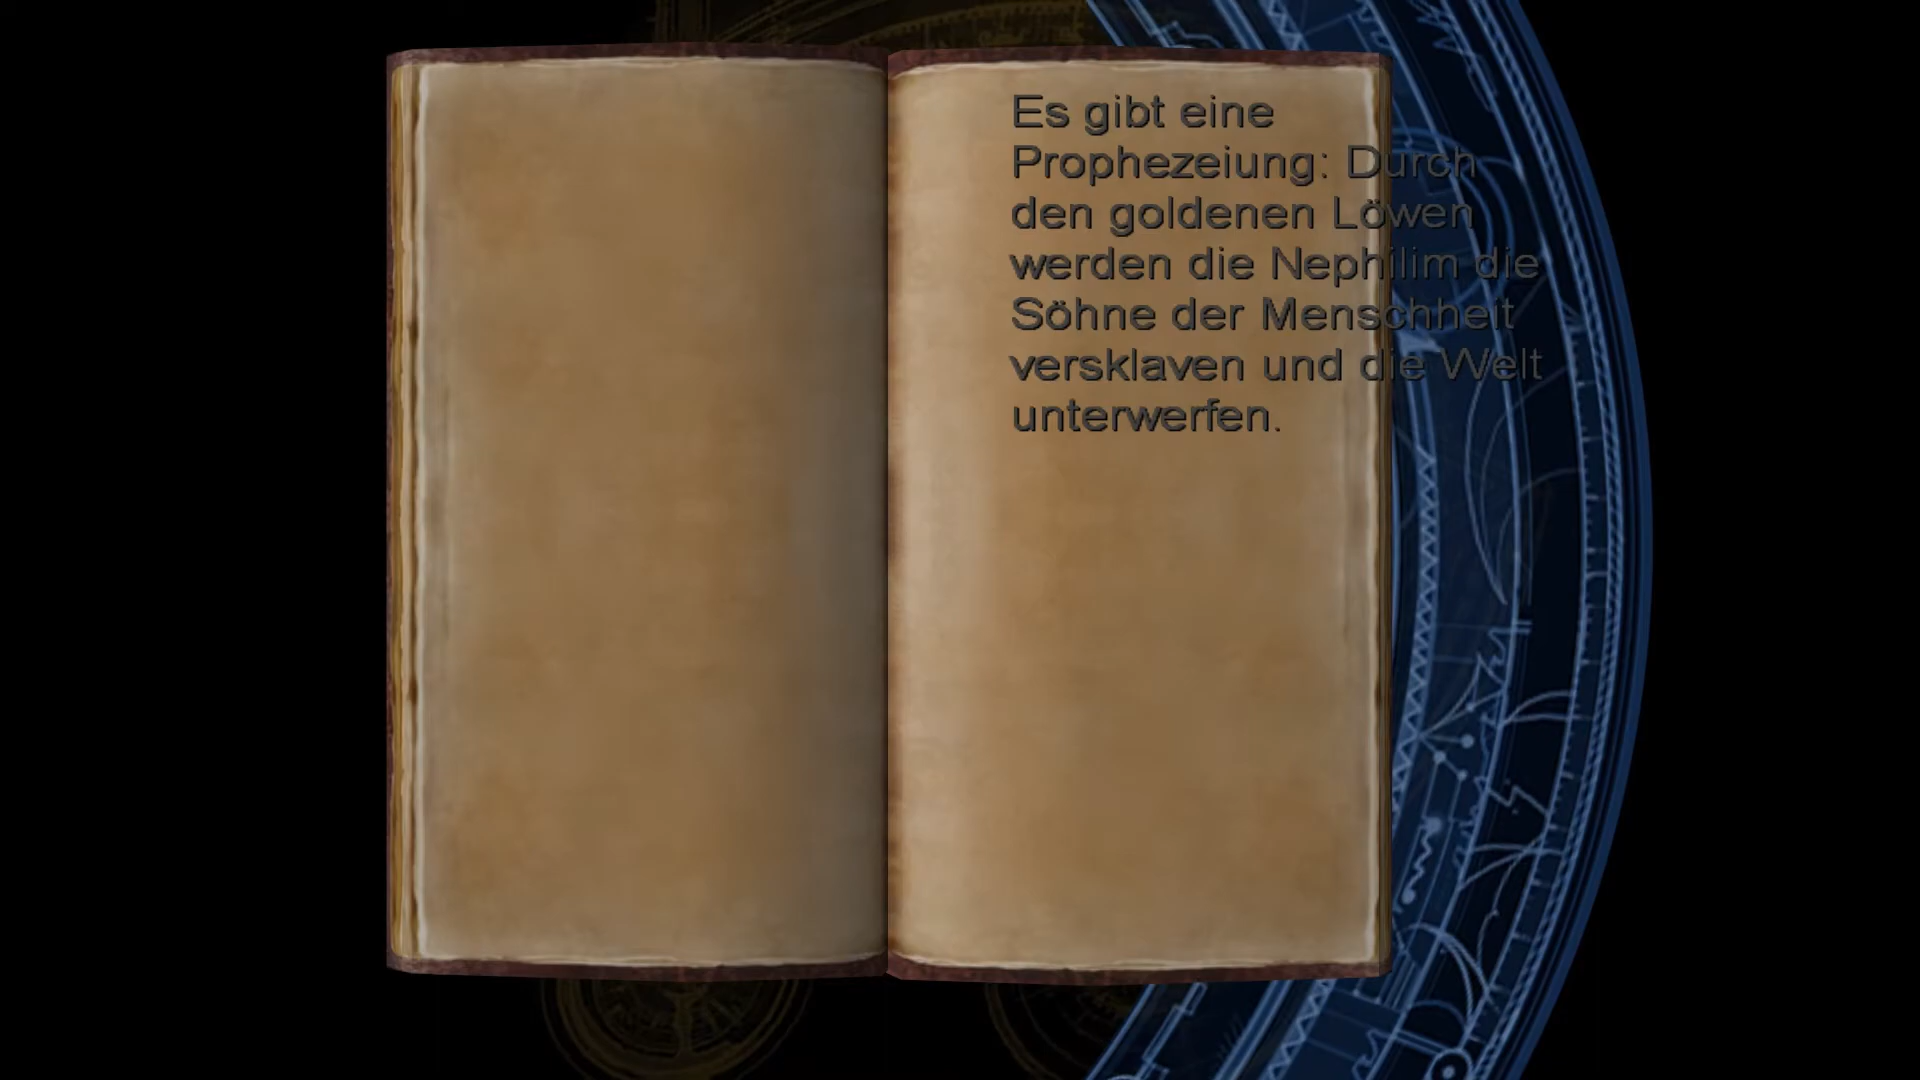 Es gibt eine
Prophezeiung: Durch
den goldenen Löwen
werden die Nephilim die
Söhne der Menschheit
versklaven und die Welt
unterwerfen.